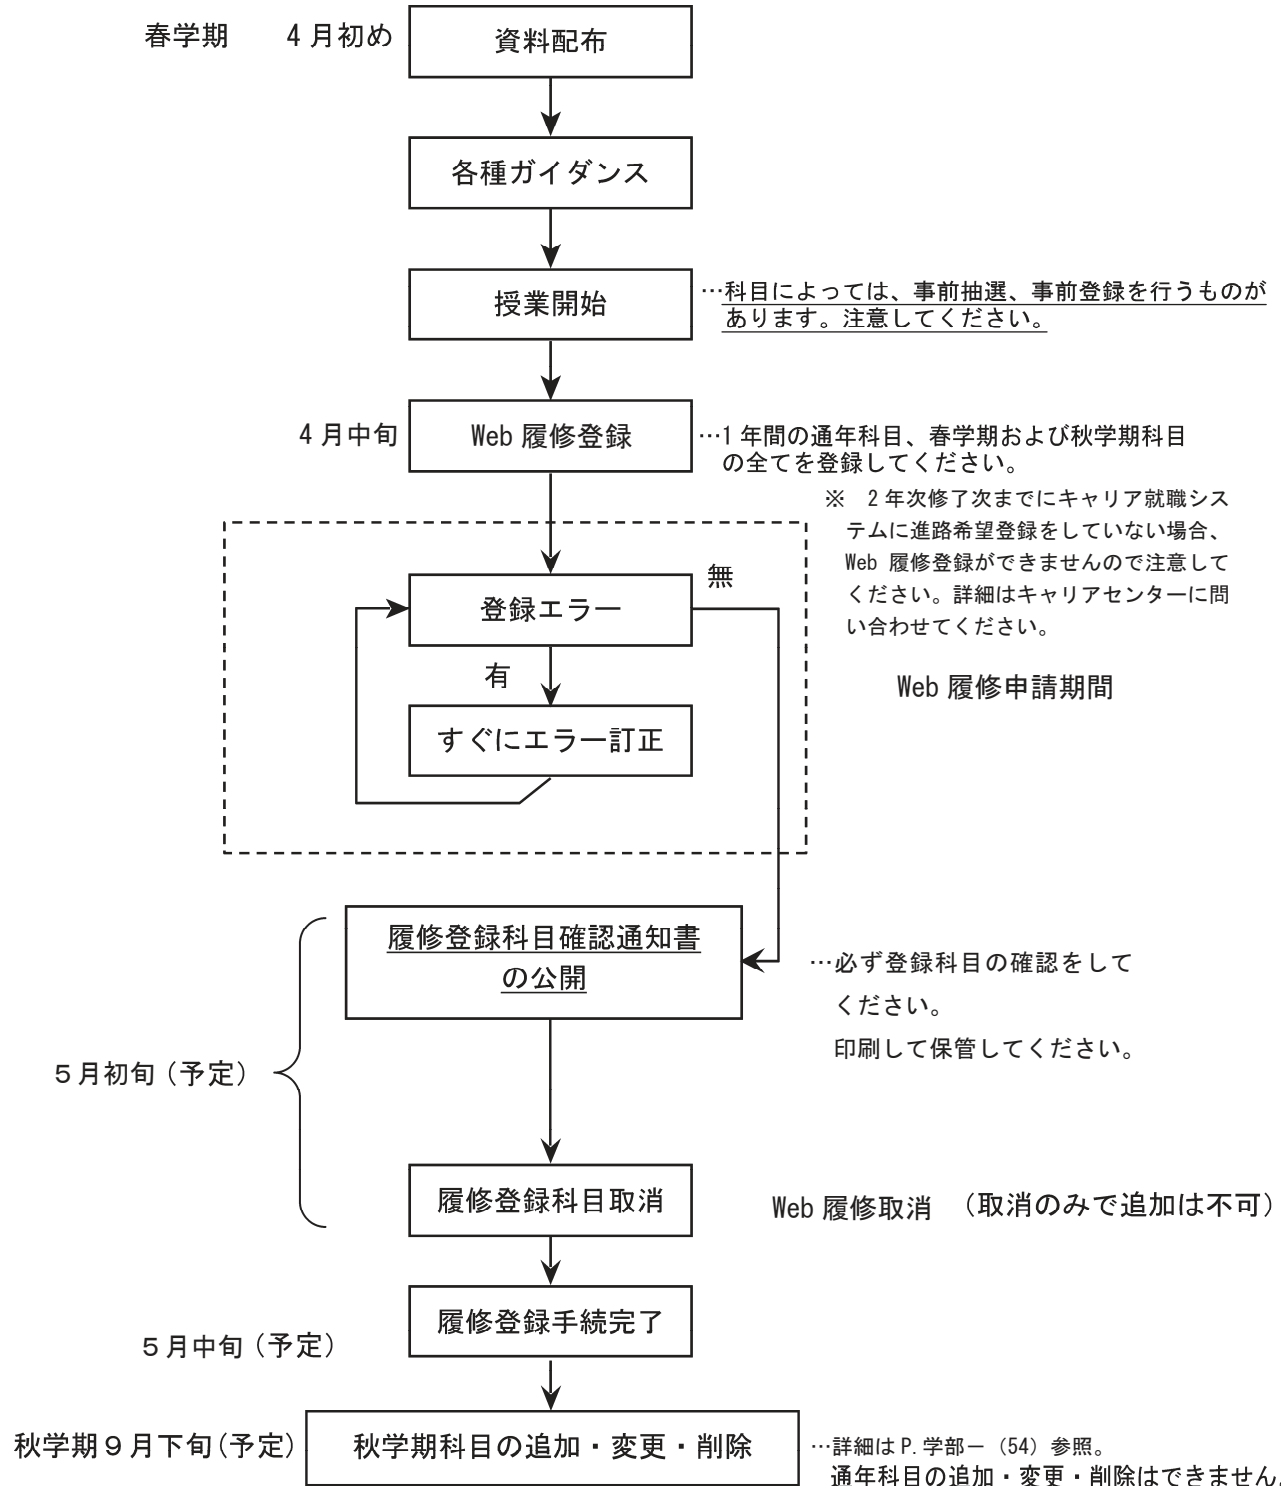 春学期　　4月初め
資料配布
各種ガイダンス
授業開始
…科目によっては、事前抽選、事前登録を行うものが
あります。注意してください。
4月中旬
Web 履修登録
…1年間の通年科目、春学期および秋学期科目
の全てを登録してください。
※　2年次修了次までにキャリア就職シス
テムに進路希望登録をしていない場合、
Web 履修登録ができませんので注意して
ください。詳細はキャリアセンターに問
い合わせてください。
登録エラー
無
有
すぐにエラー訂正
Web 履修申請期間
履修登録科目確認通知書
の公開
…必ず登録科目の確認をして
ください。
印刷して保管してください。
５月初旬（予定）
履修登録科目取消
Web 履修取消　（取消のみで追加は不可）
履修登録手続完了
５月中旬（予定）
秋学期９月下旬（予定）
秋学期科目の追加・変更・削除
…詳細はP.学部－（54）参照。
通年科目の追加・変更・削除はできません。